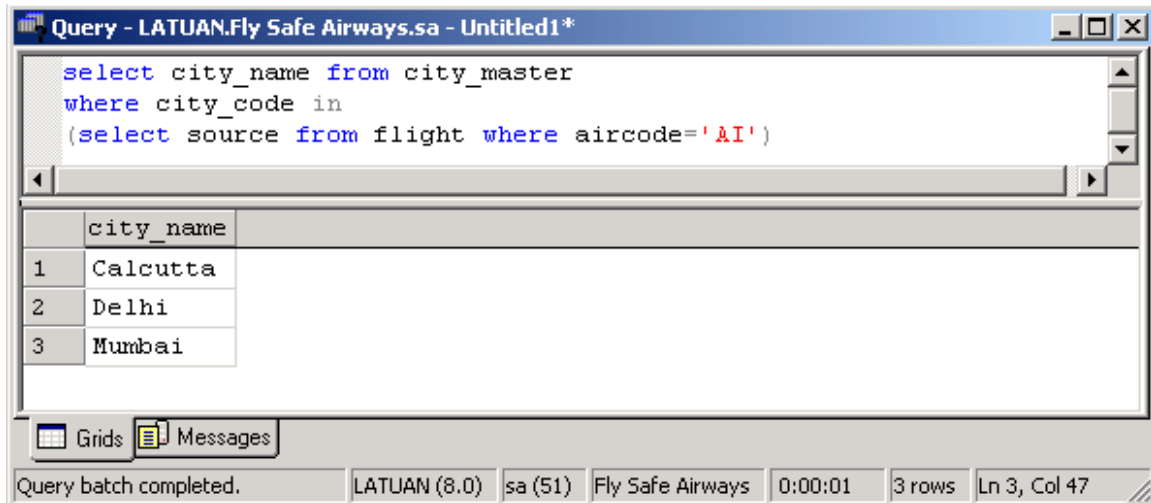 Query - LATUAN.Fly Safe Airways.sa - Untitled1*
select city_name from city_master
where city_code in
(select source from flight where aircode='AI')
city_name
1 Calcutta
2 Delhi
3 Mumbai
Grids Messages
Query batch completed. LATUAN (8.0) sa (51) Fly Safe Airways 0:00:01 3 rows Ln 3, Col 47